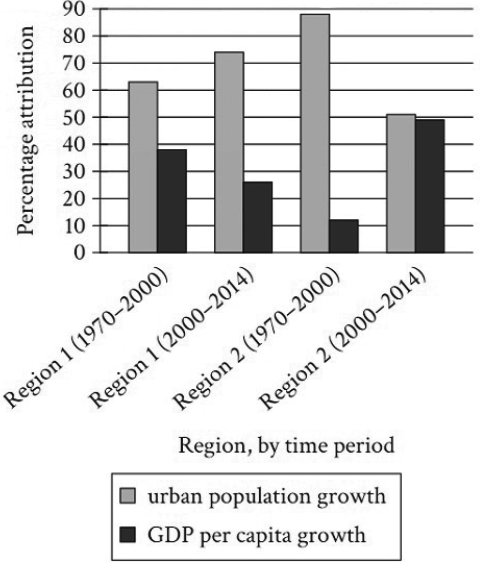 Percentage attribution
90
80
70
60
50
40
30
20
10
0
Region 1 (1970–2000)
Region 1 (2000–2014)
Region 2 (1970–2000)
Region 2 (2000–2014)
Region, by time period
urban population growth
GDP per capita growth